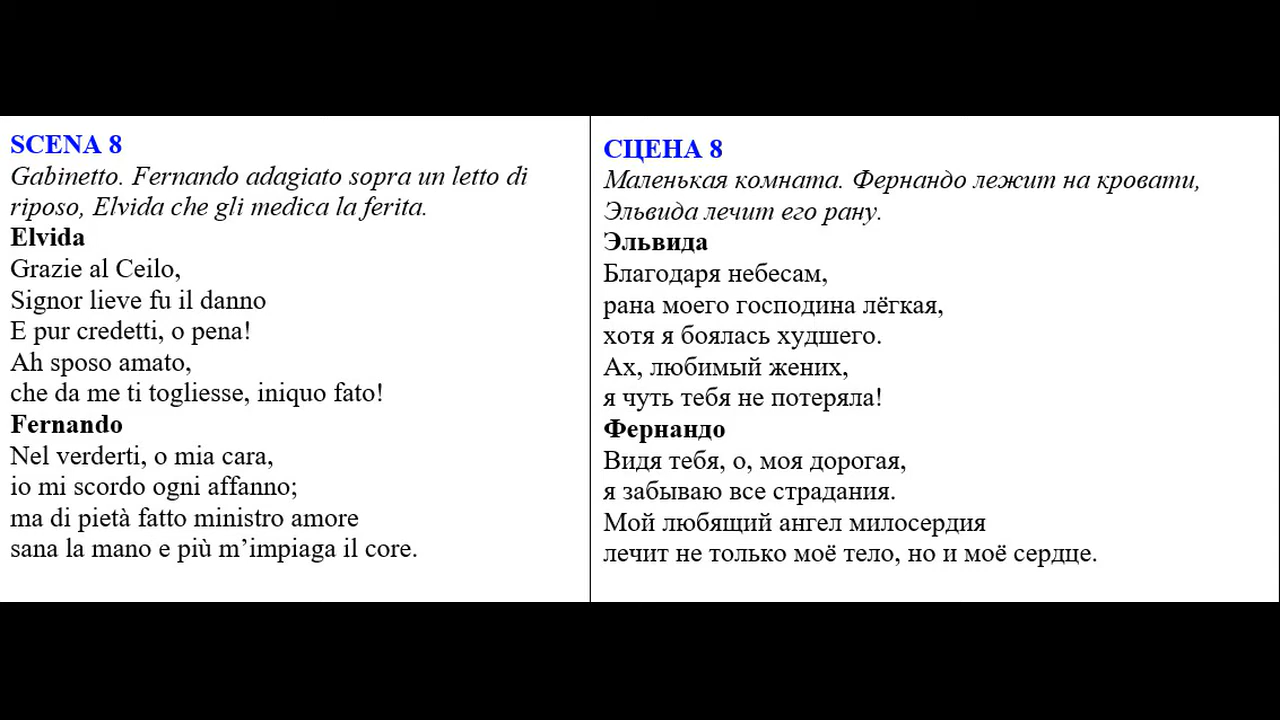 SCENA 8
Gabinetto. Fernando adagiato sopra un letto di
riposo, Elvida che gli medica la ferita.
Elvida
Grazie al Ceilo,
Signor lieve fu il danno
E pur credetti, o pena!
Ah sposo amato,
che da me ti togliesse, iniquo fato!
Fernando
Nel verderti, o mia cara,
io mi scordo ogni affanno;
ma di pietà fatto ministro amore
sana la mano e più m’impiaga il core.
СЦЕНА 8
Маленькая комната. Фернандо лежит на кровати,
Эльвида лечит его рану.
Эльвида
Благодаря небесам,
рана моего господина лёгкая,
хотя я боялась худшего.
Ах, любимый жених,
я чуть тебя не потеряла!
Фернандо
Видя тебя, о, моя дорогая,
я забываю все страдания.
Мой любящий ангел милосердия
лечит не только моё тело, но и моё сердце.